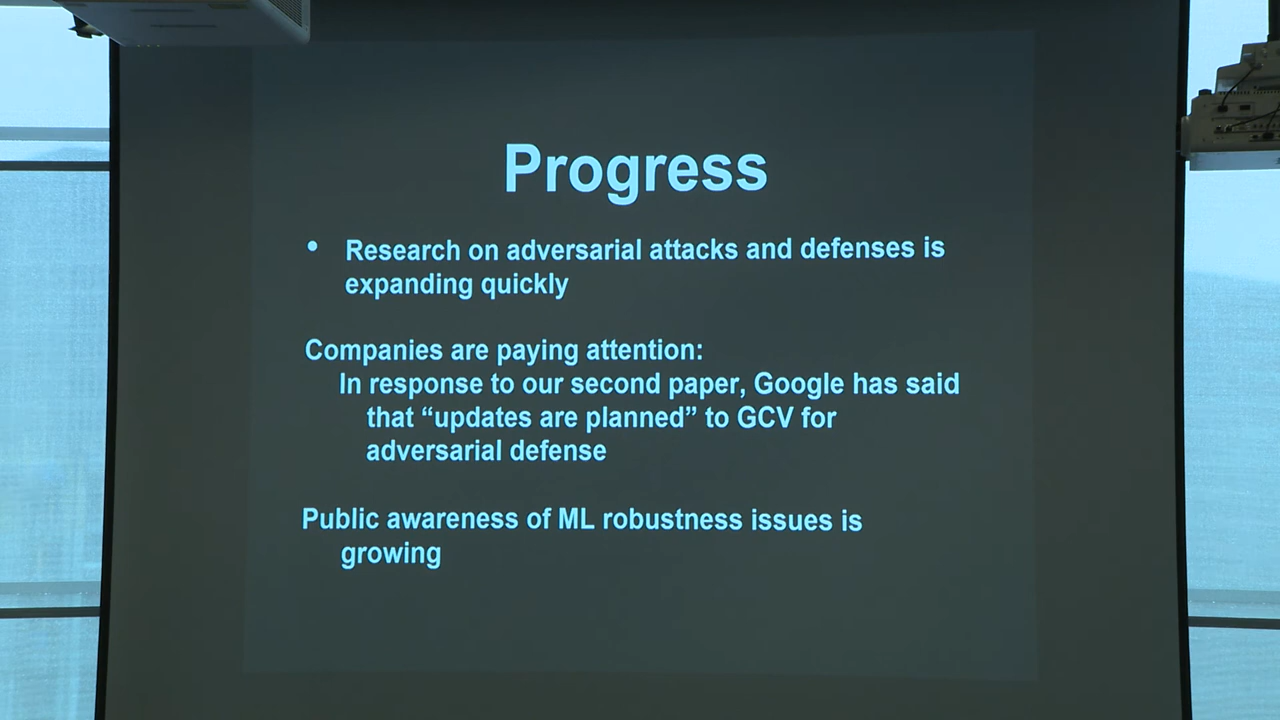 Progress
• Research on adversarial attacks and defenses is
expanding quickly
Companies are paying attention:
In response to our second paper, Google has said
that “updates are planned” to GCV for
adversarial defense
Public awareness of ML robustness issues is
growing